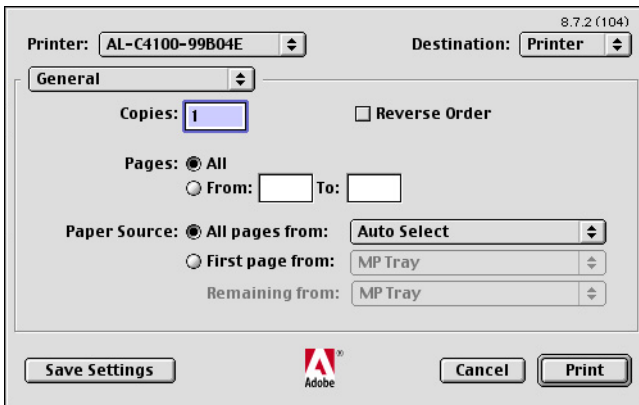 8.7.2 (104)
Printer: AL-C4100-99B04E Destination: Printer
General
Copies: 1 Reverse Order
Pages: All
From: To:
Paper Source: All pages from: Auto Select
First page from: MP Tray
Remaining from: MP Tray
Save Settings Adobe® Cancel Print